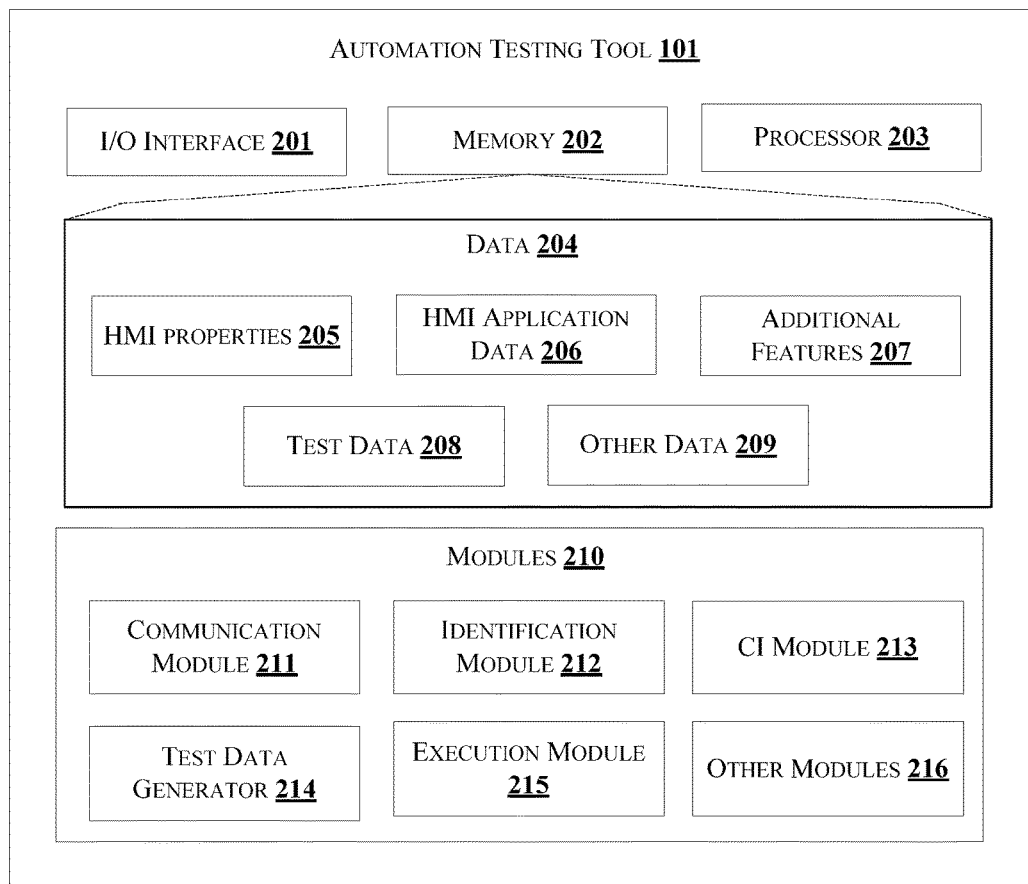 AUTOMATION TESTING TOOL 101
I/O INTERFACE 201
MEMORY 202
PROCESSOR 203
DATA 204
HMI PROPERTIES 205
HMI APPLICATION
DATA 206
ADDITIONAL
FEATURES 207
TEST DATA 208
OTHER DATA 209
MODULES 210
COMMUNICATION
MODULE 211
IDENTIFICATION
MODULE 212
CI MODULE 213
TEST DATA
GENERATOR 214
EXECUTION MODULE
215
OTHER MODULES 216